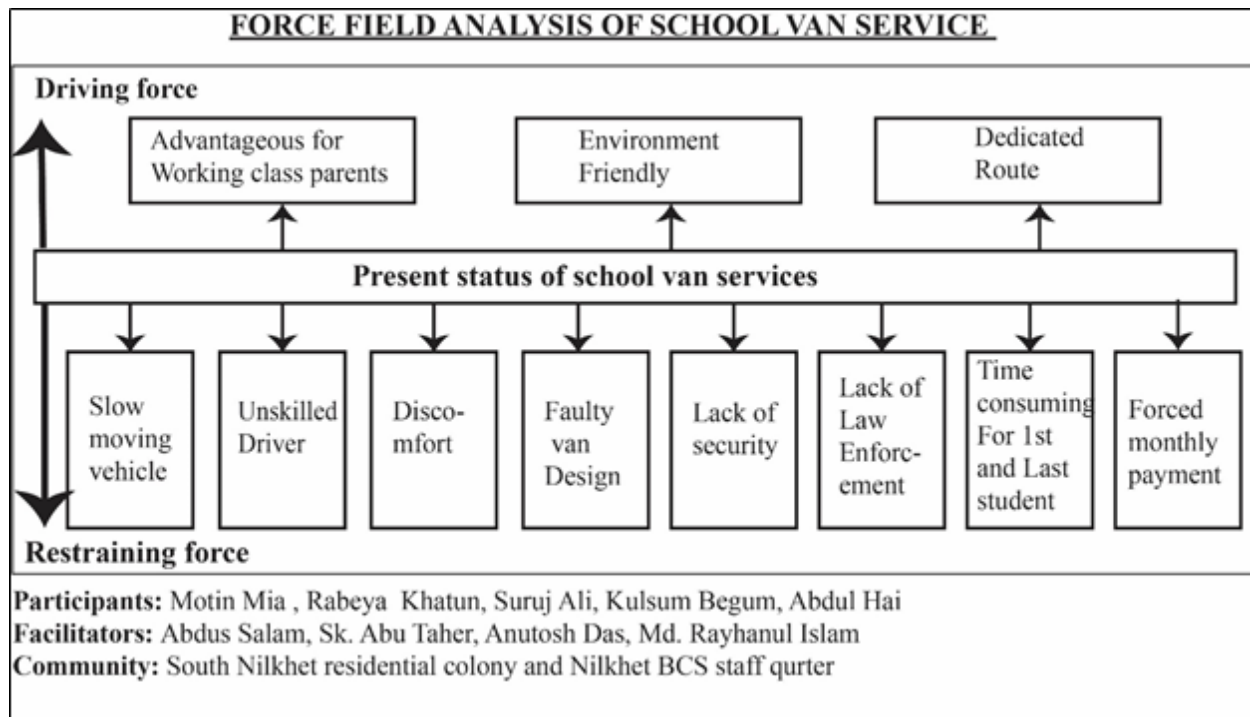 FORCE FIELD ANALYSIS OF SCHOOL VAN SERVICE
Driving force
Advantageous for
Working class parents
Environment
Friendly
Dedicated
Route
Present status of school van services
Slow
moving
vehicle
Unskilled
Driver
Disco-
mfort
Faulty
van
Design
Lack of
security
Lack of
Law
Enforc-
ement
Time
consuming
For 1st
and Last
student
Forced
monthly
payment
Restraining force
Participants: Motin Mia , Rabeya Khatun, Suruj Ali, Kulsum Begum, Abdul Hai
Facilitators: Abdus Salam, Sk. Abu Taher, Anutosh Das, Md. Rayhanul Islam
Community: South Nilkhet residential colony and Nilkhet BCS staff qurter